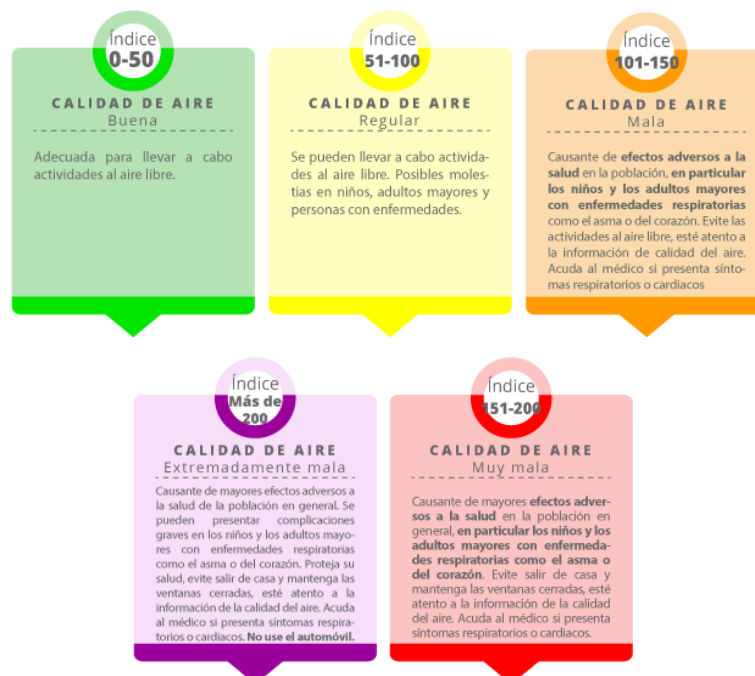 Índice
0-50
CALIDAD DE AIRE
Buena
Adecuada para llevar a cabo
actividades al aire libre.
Índice
51-100
CALIDAD DE AIRE
Regular
Se pueden llevar a cabo activida-
des al aire libre. Posibles moles-
tias en niños, adultos mayores y
personas con enfermedades.
Índice
101-150
CALIDAD DE AIRE
Mala
Causante de efectos adversos a la
salud en la población, en particular
los niños y los adultos mayores
con enfermedades respiratorias
como el asma o del corazón. Evite las
actividades al aire libre, esté atento a
la información de calidad del aire.
Acuda al médico si presenta sínto-
mas respiratorios o cardiacos
Índice
Más de
200
CALIDAD DE AIRE
Extremadamente mala
Causante de mayores efectos adversos a
la salud de la población en general. Se
pueden presentar complicaciones
graves en los niños y los adultos mayo-
res con enfermedades respiratorias
como el asma o del corazón. Proteja su
salud, evite salir de casa y mantenga las
ventanas cerradas, esté atento a la
información de la calidad del aire. Acuda
al médico si presenta síntomas respira-
torios o cardiacos. No use el automóvil.
Índice
151-200
CALIDAD DE AIRE
Muy mala
Causante de mayores efectos adver-
sos a la salud en la población en
general, en particular los niños y los
adultos mayores con enfermeda-
des respiratorias como el asma o
del corazón. Evite salir de casa y
mantenga las ventanas cerradas, esté
atento a la información de la calidad
del aire. Acuda al médico si presenta
síntomas respiratorios o cardiacos.